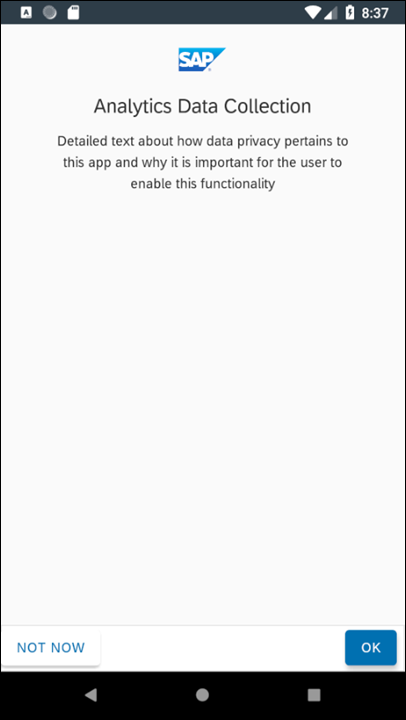 A
8:37
SAP
Analytics Data Collection
Detailed text about how data privacy pertains to
this app and why it is important for the user to
enable this functionality
NOT NOW
OK